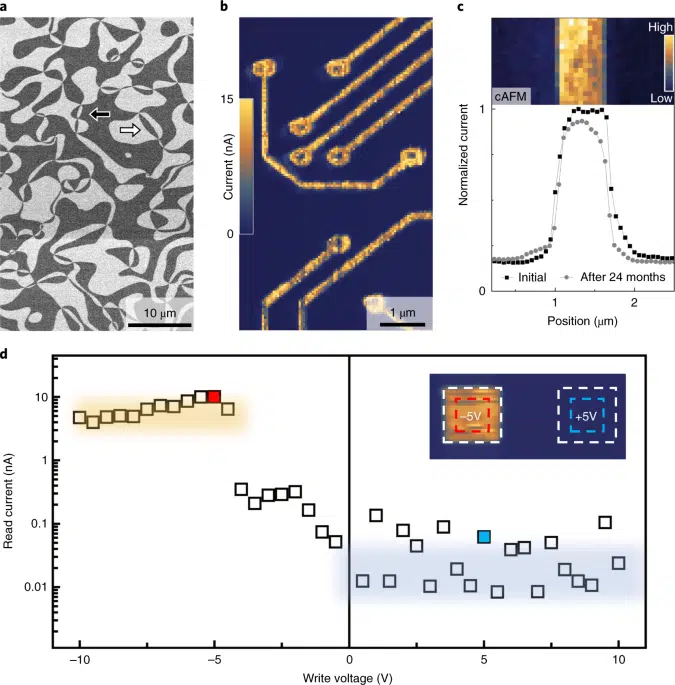 a
10 μm
b
15
Current (nA)
0
1 μm
c
High
Low
cAFM
Normalized current
1
0
Initial
After 24 months
1
2
Position (μm)
d
Read current (nA)
10
1
0.1
0.01
–5V
+5V
–10
–5
0
5
10
Write voltage (V)